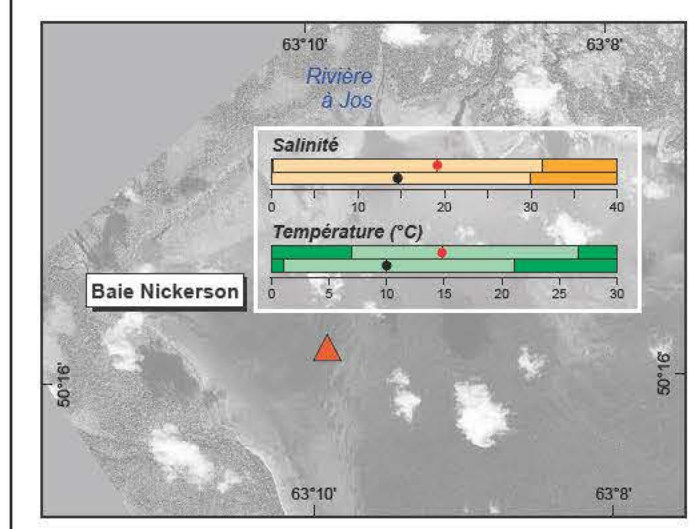 63°10' 63°8'
Rivière
à Jos
Salinité
0 10 20 30 40
Température (°C)
0 5 10 15 20 25 30
Baie Nickerson
50°16' 50°16'
63°10' 63°8'